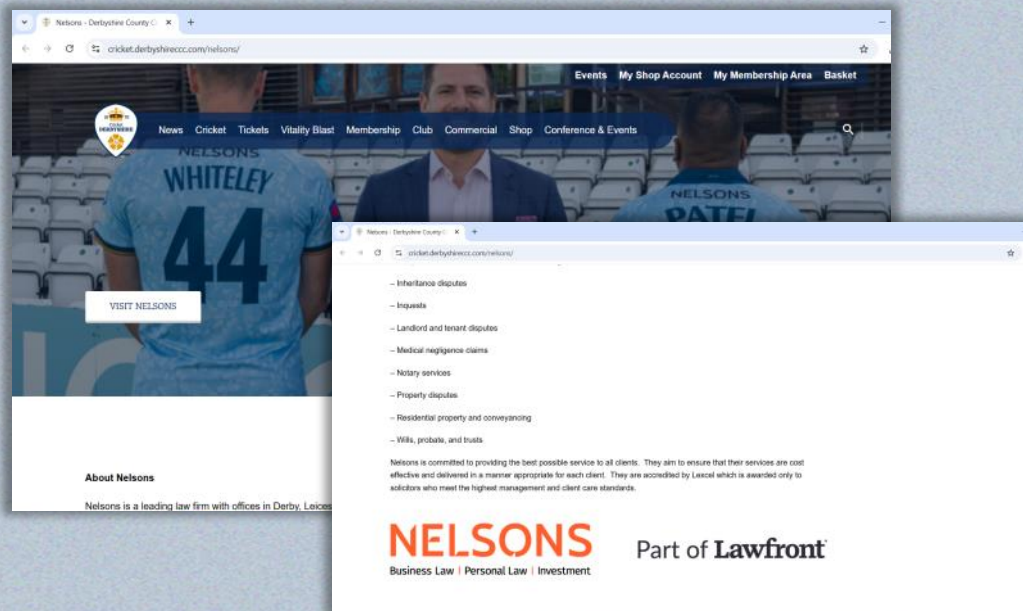 Nelsons - Derbyshire County C
cricket.derbyshireccc.com/nelsons/
Events My Shop Account My Membership Area Basket
DERBYSHIRE
News Cricket Tickets Vitality Blast Membership Club Commercial Shop Conference & Events
NELSONS
WHITELEY
44
NELSONS
PATEL
VISIT NELSONS
About Nelsons
Nelsons is a leading law firm with offices in Derby, Leices
Nelsons - Derbyshire County C
cricket.derbyshireccc.com/nelsons/
– Inheritance disputes
– Inquests
– Landlord and tenant disputes
– Medical negligence claims
– Notary services
– Property disputes
– Residential property and conveyancing
– Wills, probate, and trusts
Nelsons is committed to providing the best possible service to all clients. They aim to ensure that their services are cost
effective and delivered in a manner appropriate for each client. They are accredited by Lexcel which is awarded only to
solicitors who meet the highest management and client care standards.
NELSONS
Business Law | Personal Law | Investment
Part of Lawfront